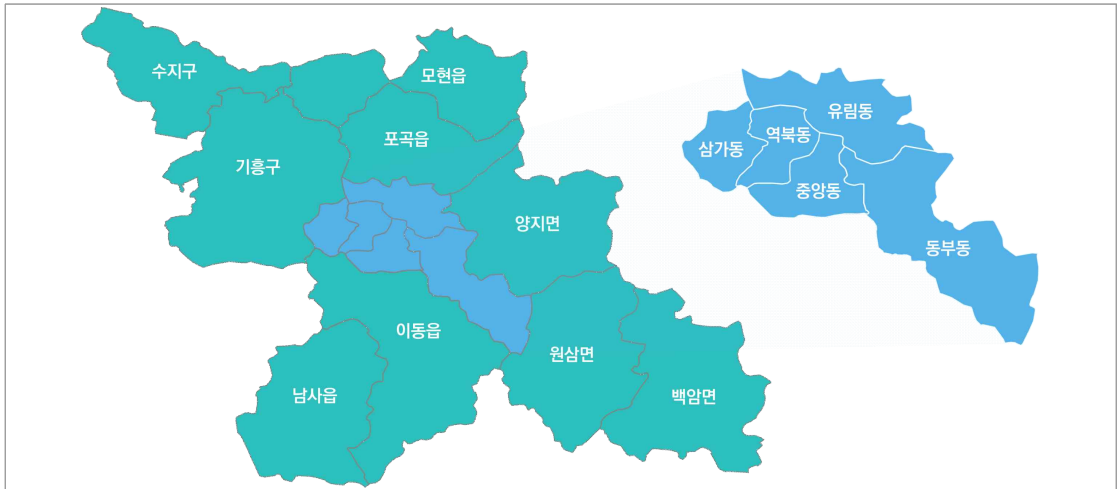 수지구
모현읍
포곡읍
기흥구
양지면
이동읍
원삼면
남사읍
백암면
유림동
역북동
삼가동
중앙동
동부동